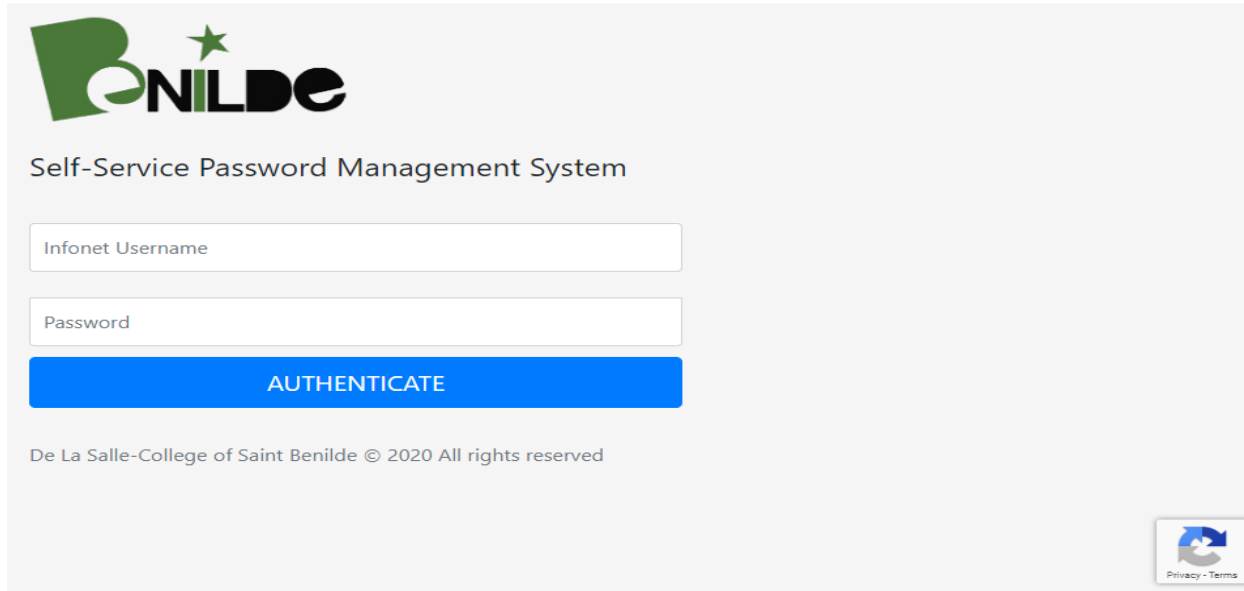 BeNiLDe
Self-Service Password Management System
Infonet Username
Password
AUTHENTICATE
De La Salle-College of Saint Benilde © 2020 All rights reserved
Privacy - Terms